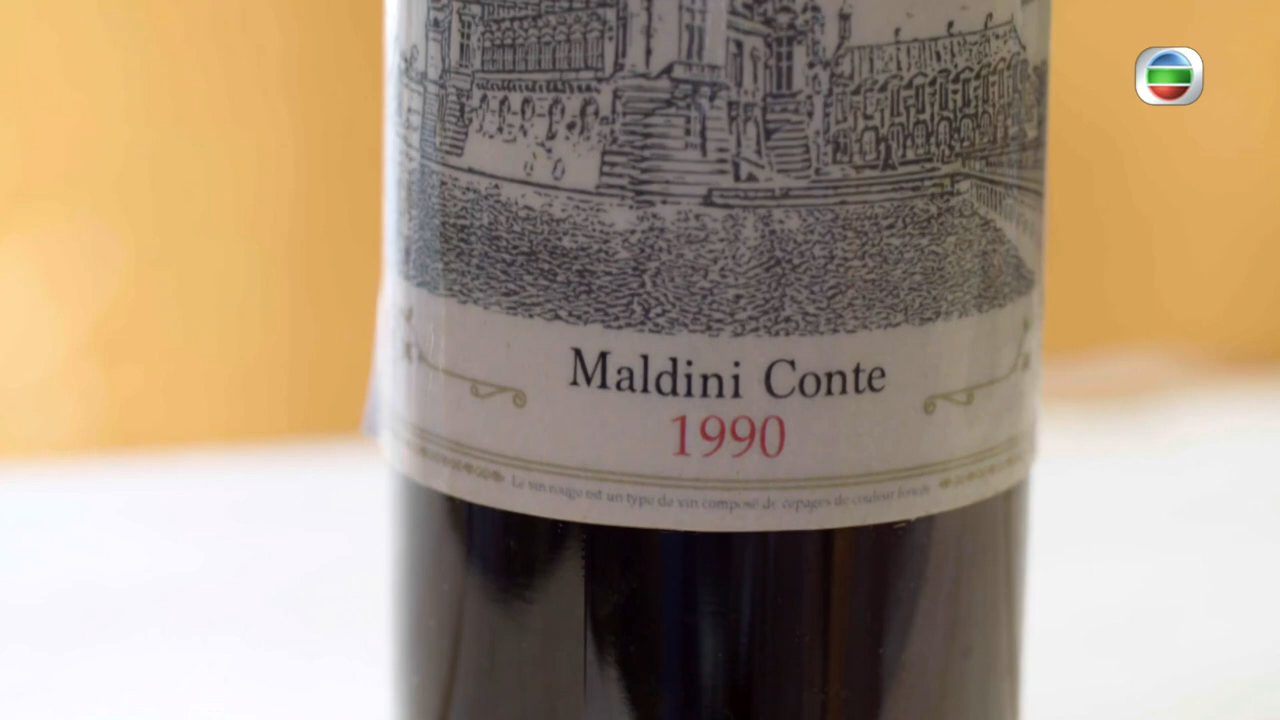 Maldini Conte
1990
Le vin rouge est un type de vin composé de cépages de couleur foncée